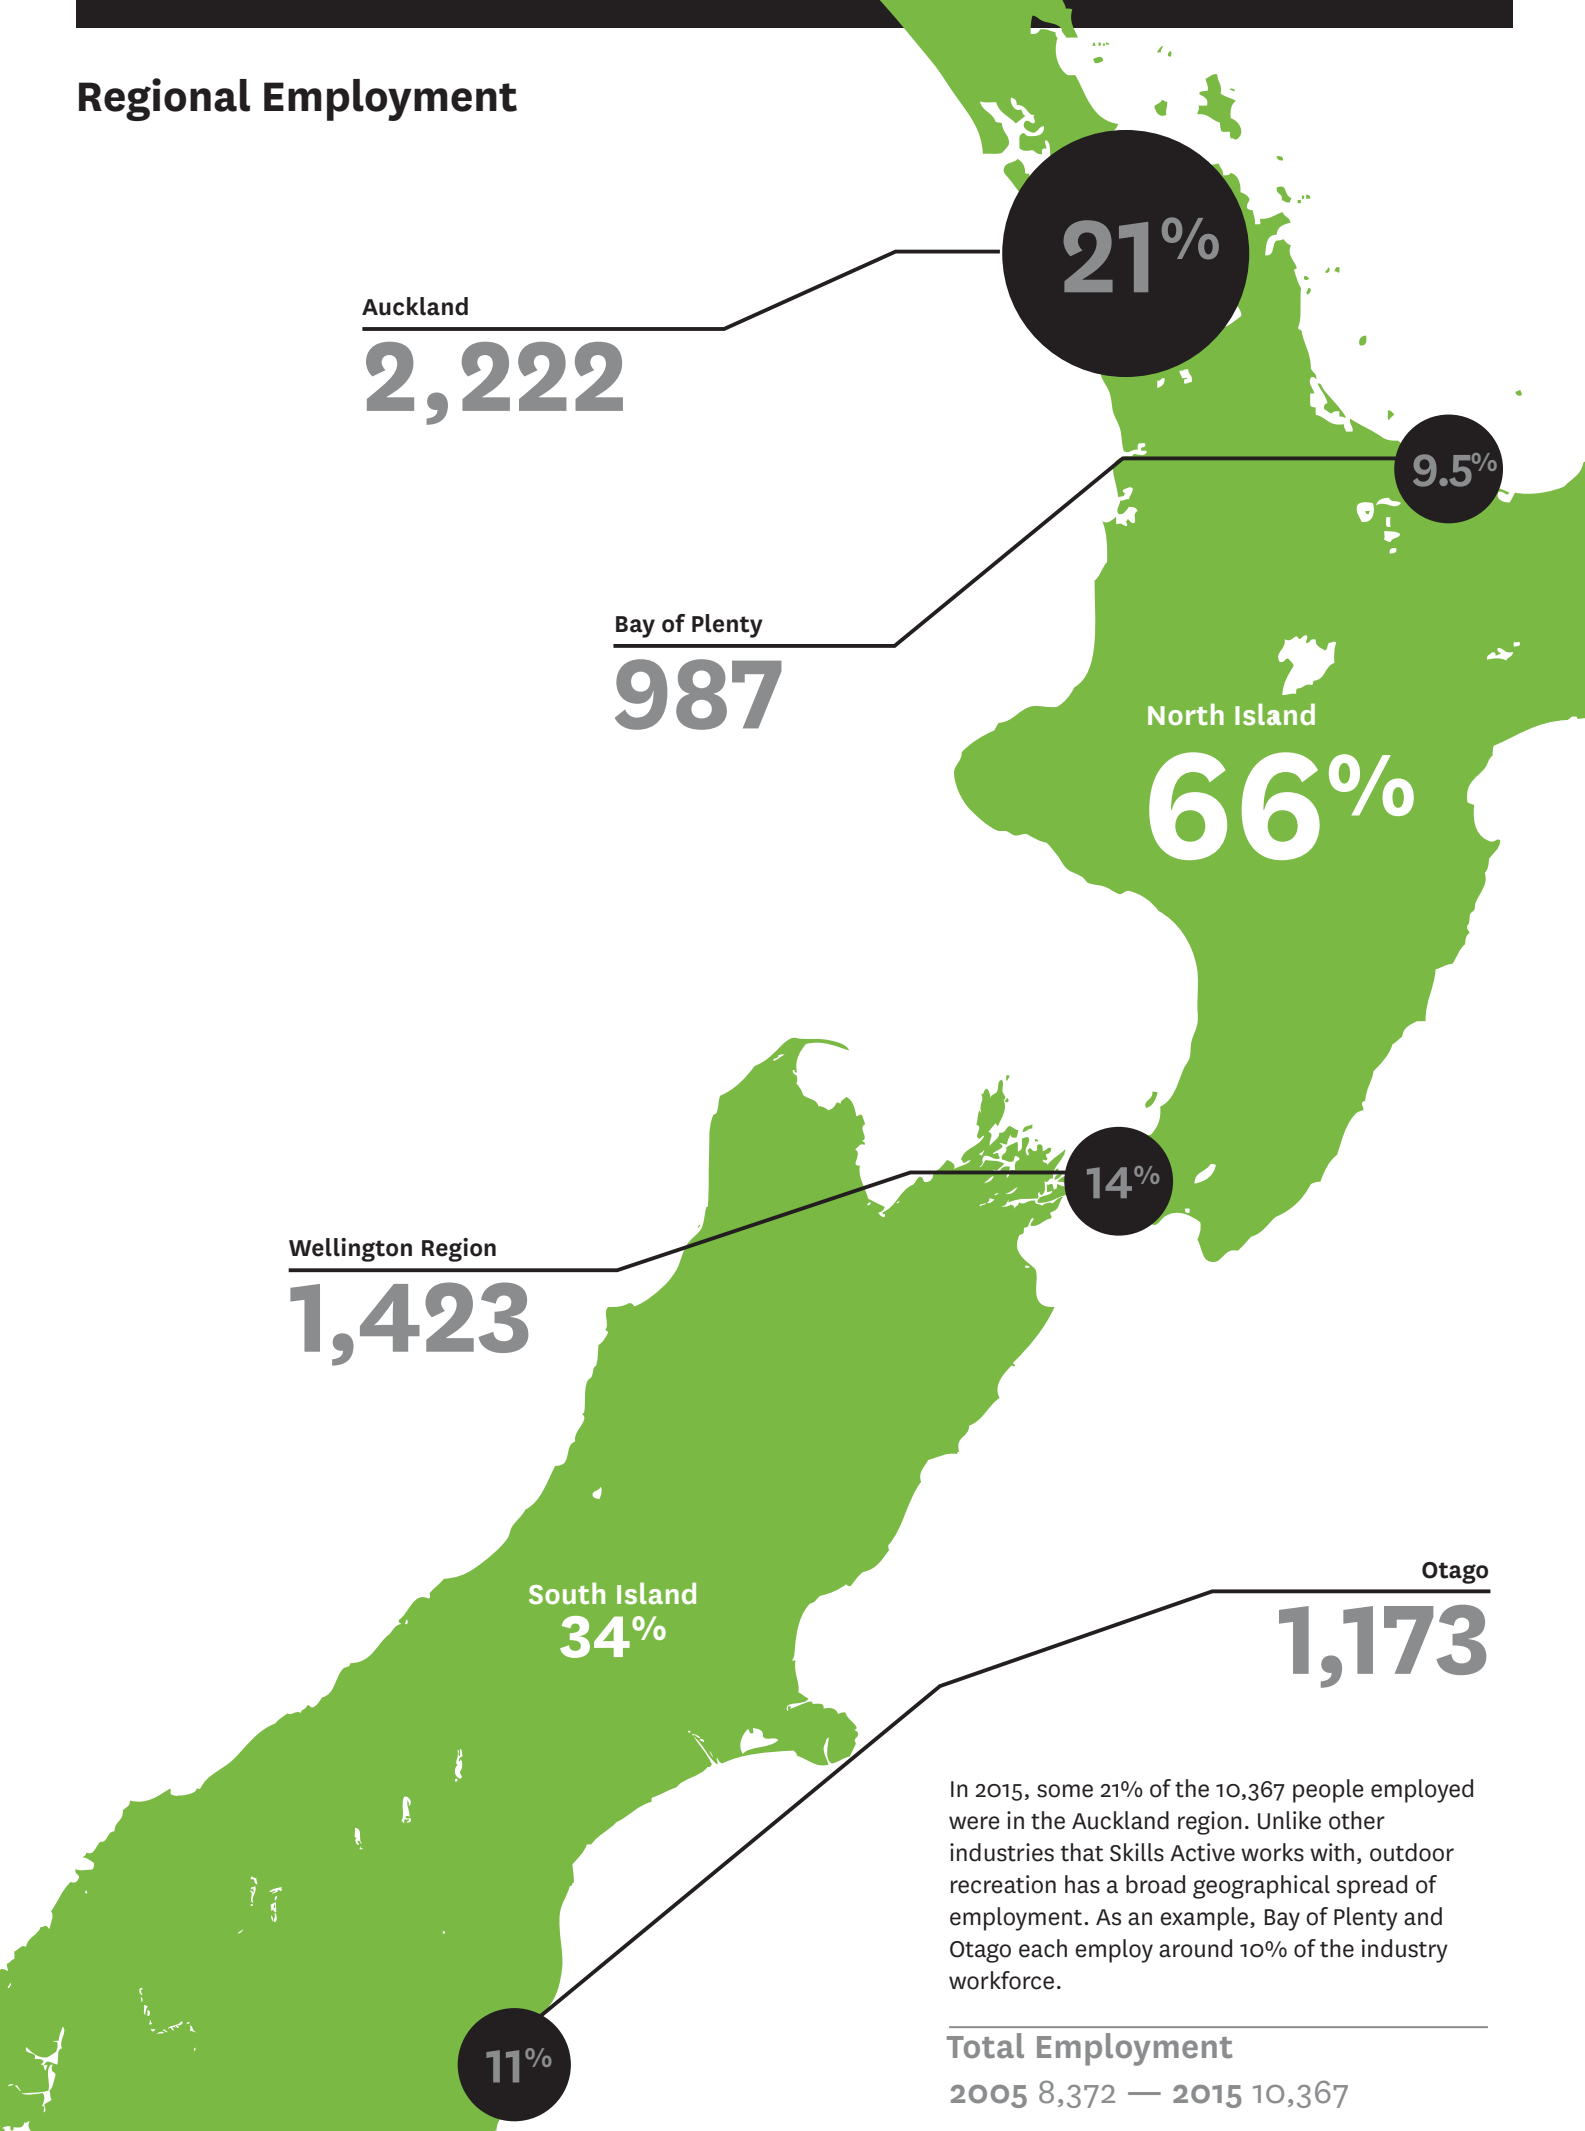 Regional Employment
21%
Auckland
2,222
9.5%
Bay of Plenty
987
North Island
66%
14%
Wellington Region
1,423
Otago
1,173
South Island
34%
In 2015, some 21% of the 10,367 people employed
were in the Auckland region. Unlike other
industries that Skills Active works with, outdoor
recreation has a broad geographical spread of
employment. As an example, Bay of Plenty and
Otago each employ around 10% of the industry
workforce.
11%
Total Employment
2005 8,372 — 2015 10,367